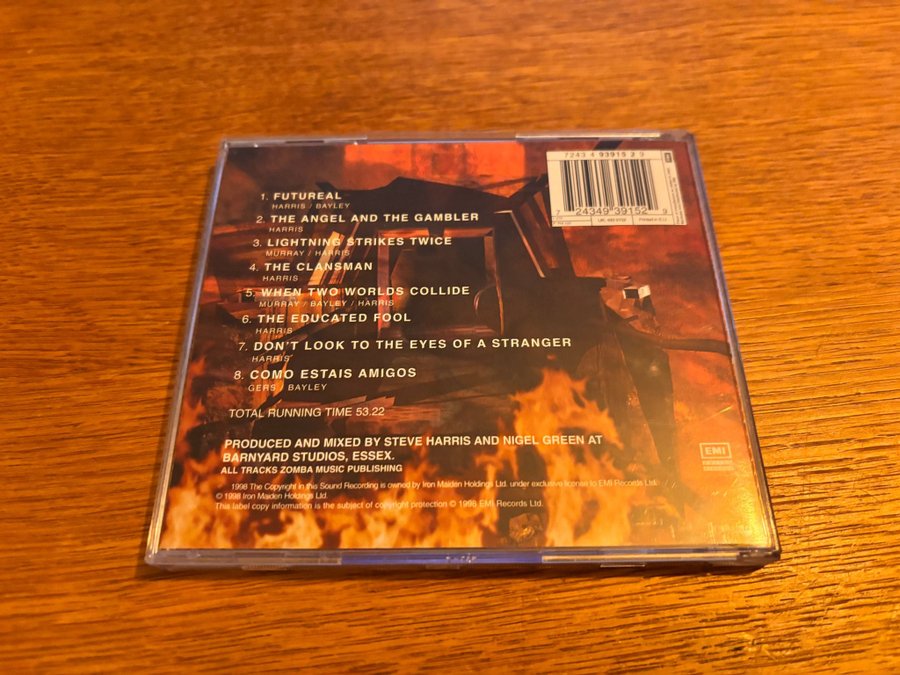 7243 4 93915 2 9
7 24349 39152 9
Printed in E.U.
1. FUTUREAL
HARRIS / BAYLEY
2. THE ANGEL AND THE GAMBLER
HARRIS
3. LIGHTNING STRIKES TWICE
MURRAY / HARRIS
4. THE CLANSMAN
HARRIS
5. WHEN TWO WORLDS COLLIDE
MURRAY / BAYLEY / HARRIS
6. THE EDUCATED FOOL
HARRIS
7. DON'T LOOK TO THE EYES OF A STRANGER
HARRIS
8. COMO ESTAIS AMIGOS
GERS / BAYLEY
TOTAL RUNNING TIME 53.22
PRODUCED AND MIXED BY STEVE HARRIS AND NIGEL GREEN AT
BARNYARD STUDIOS, ESSEX.
ALL TRACKS ZOMBA MUSIC PUBLISHING
EMI
1998 The Copyright in this Sound Recording is owned by Iron Maiden Holdings Ltd. under exclusive license to EMI Records Ltd.
© 1998 Iron Maiden Holdings Ltd.
This label copy information is the subject of copyright protection © 1998 EMI Records Ltd.